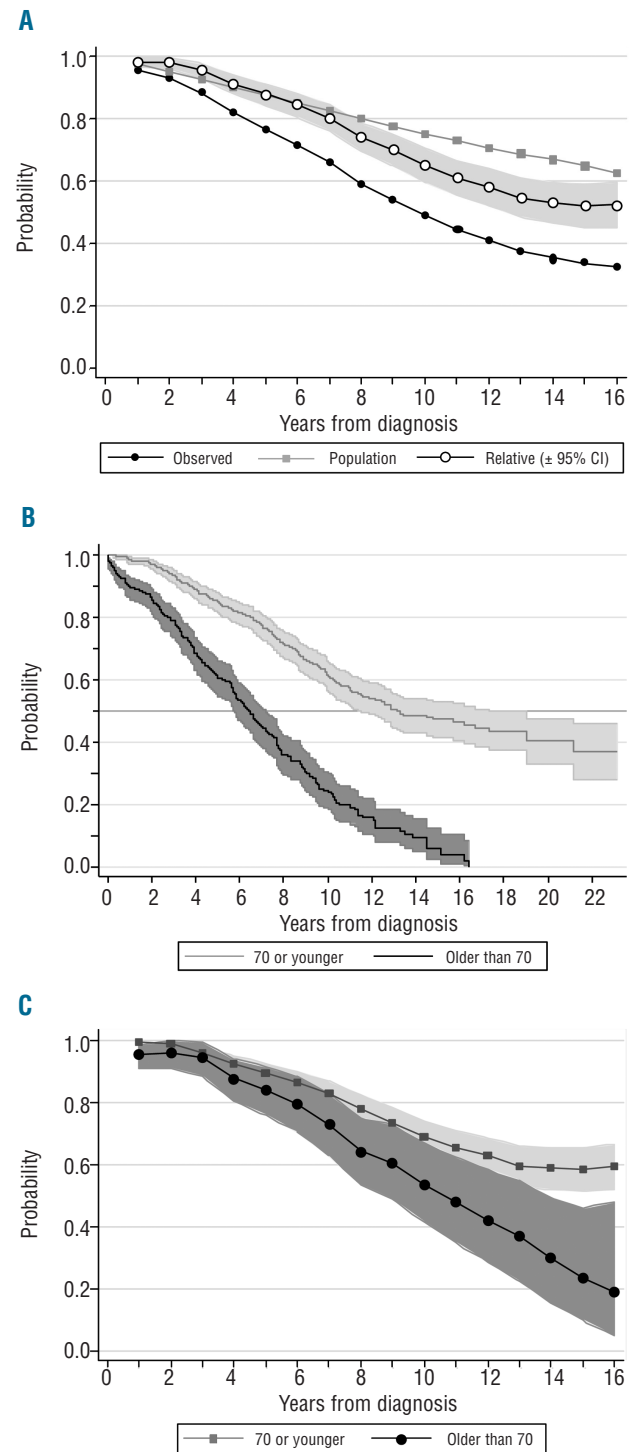 A
1.0
0.8
0.6
0.4
0.2
0.0
Probability
0 2 4 6 8 10 12 14 16
Years from diagnosis
Observed Population Relative (± 95% CI)
B
1.0
0.8
0.6
0.4
0.2
0.0
Probability
0 2 4 6 8 10 12 14 16 18 20 22
Years from diagnosis
70 or younger Older than 70
C
1.0
0.8
0.6
0.4
0.2
0.0
Probability
0 2 4 6 8 10 12 14 16
Years from diagnosis
70 or younger Older than 70